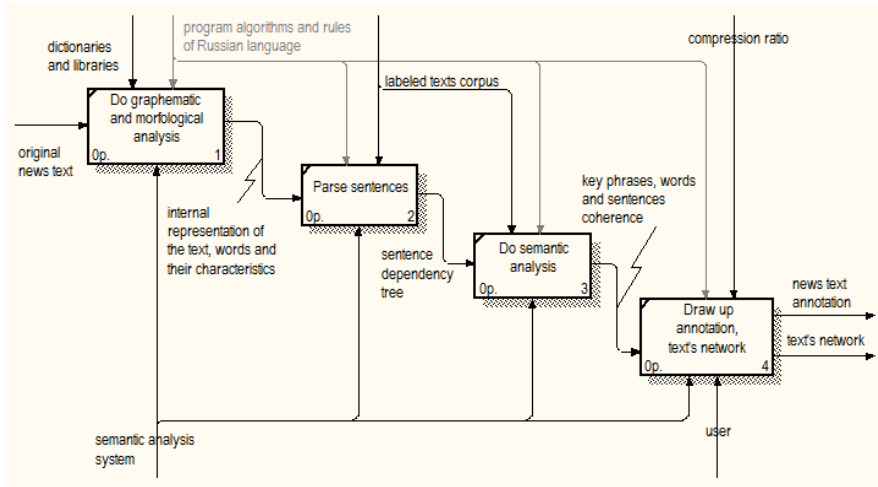 program algorithms and rules
of Russian language
dictionaries
and libraries
compression ratio
labeled texts corpus
Do graphematic
and morfological
analysis
0p.
1
original
news text
Parse sentences
0p.
2
key phrases, words
and sentences
coherence
internal
representation of
the text, words and
their characteristics
sentence
dependency
tree
Do semantic
analysis
0p.
3
news text
annotation
Draw up
annotation,
text's network
0p.
4
text's network
semantic analysis
system
user